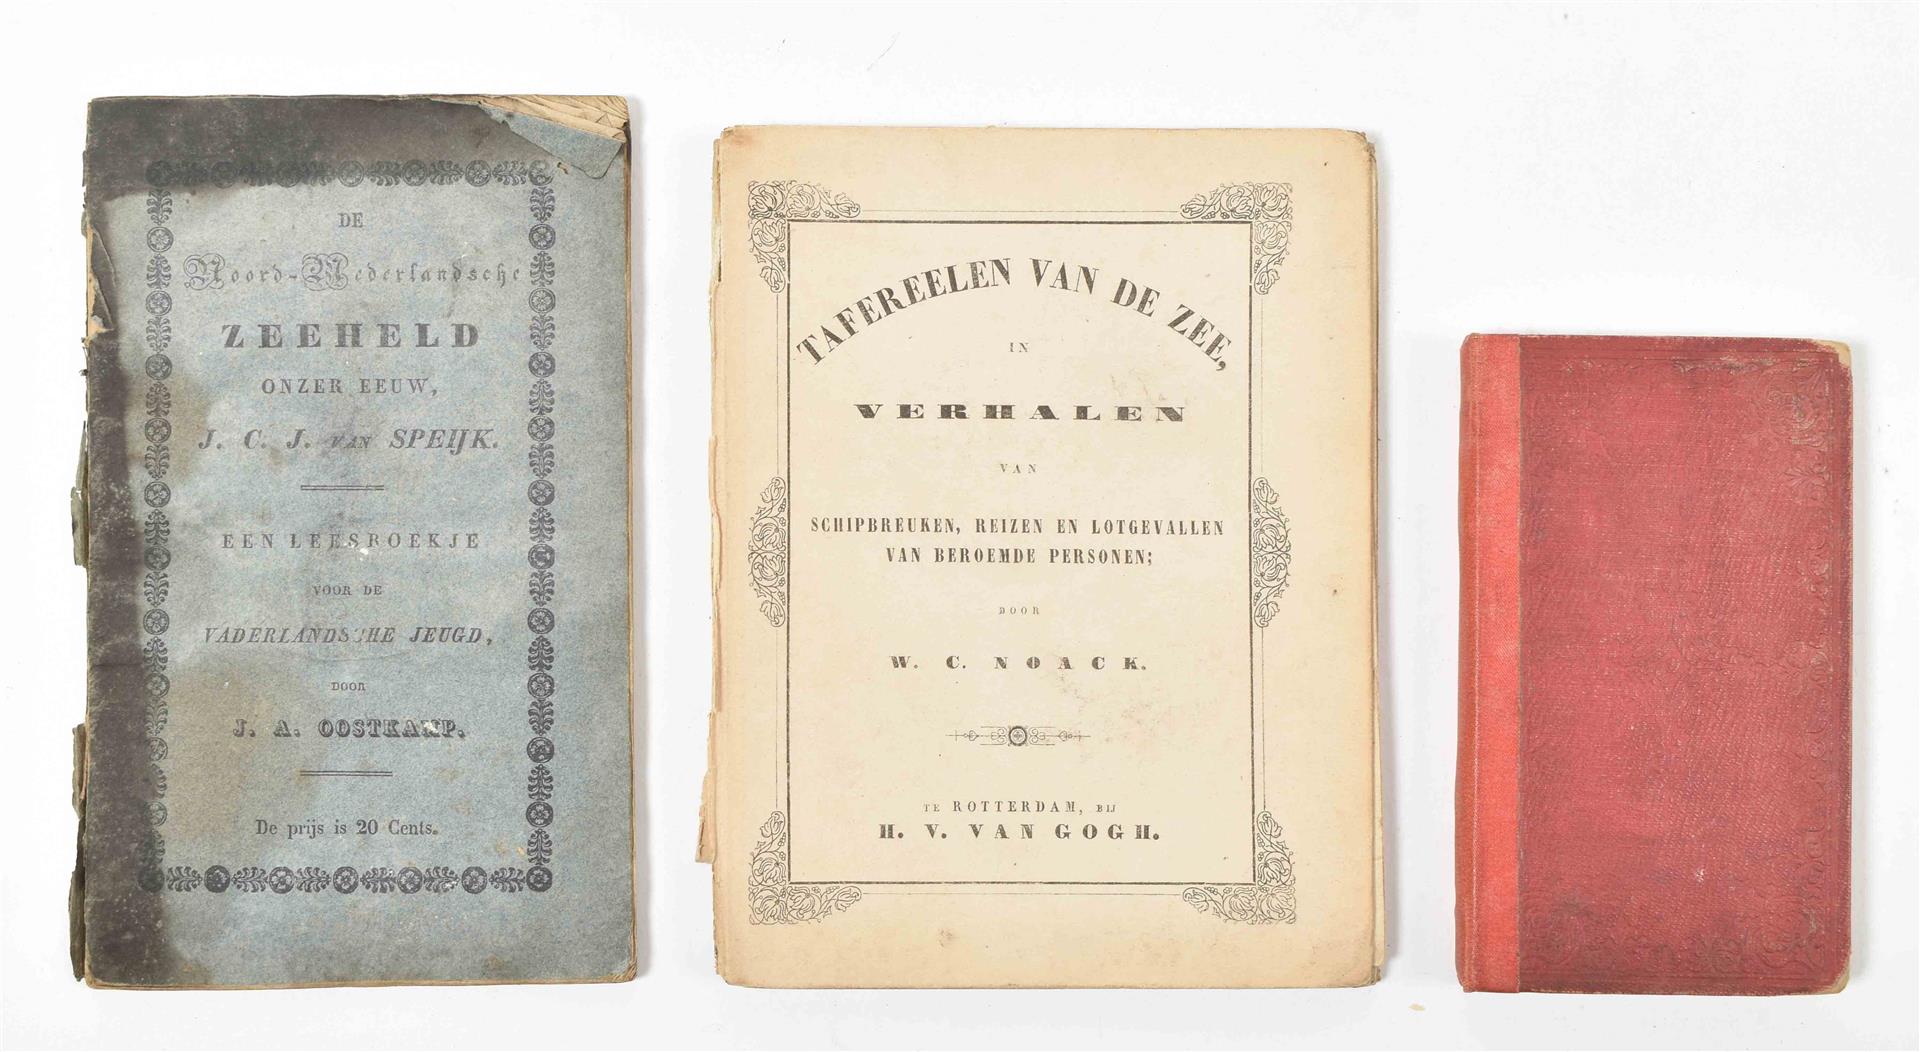 DE
Noord-Nederlandsche
ZEEHELD
ONZER EEUW,
J. C. J. VAN SPEIJK.
EEN LEESBOEKJE
VOOR DE
VADERLANDSCHE JEUGD,
DOOR
J. A. OOSTKAMP.
De prijs is 20 Cents.
TAFEREELEN VAN DE ZEE,
IN
VERHALEN
VAN
SCHIPBREUKEN, REIZEN EN LOTGEVALLEN
VAN BEROEMDE PERSONEN;
DOOR
W. C. NOACK.
TE ROTTERDAM, BIJ
H. V. VAN GOGH.